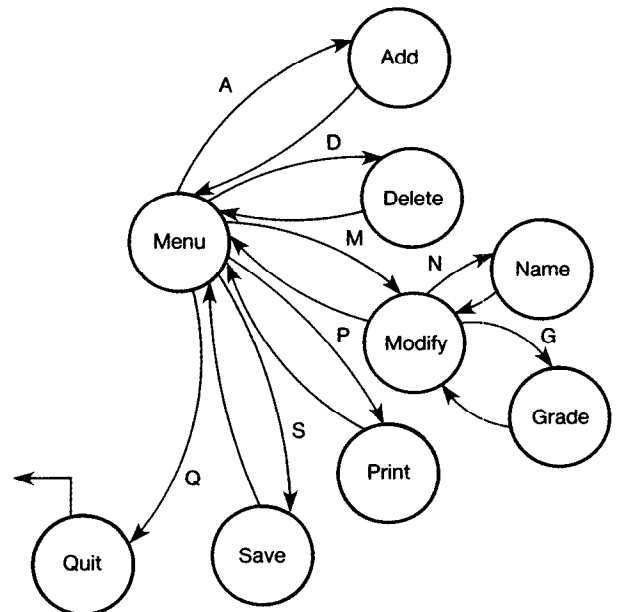 Add
A
D
Delete
Menu
M
N
Name
P
Modify
G
Grade
S
Print
Q
Quit
Save